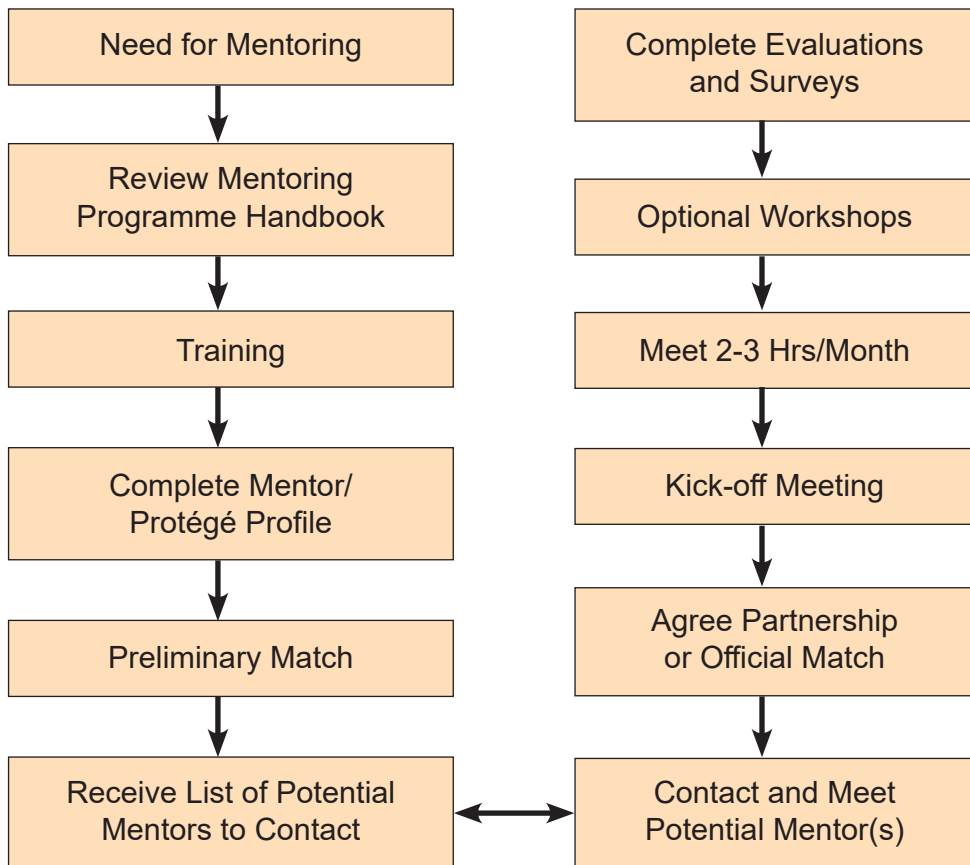 Need for Mentoring
Review Mentoring
Programme Handbook
Training
Complete Mentor/
Protégé Profile
Preliminary Match
Receive List of Potential
Mentors to Contact
Complete Evaluations
and Surveys
Optional Workshops
Meet 2-3 Hrs/Month
Kick-off Meeting
Agree Partnership
or Official Match
Contact and Meet
Potential Mentor(s)